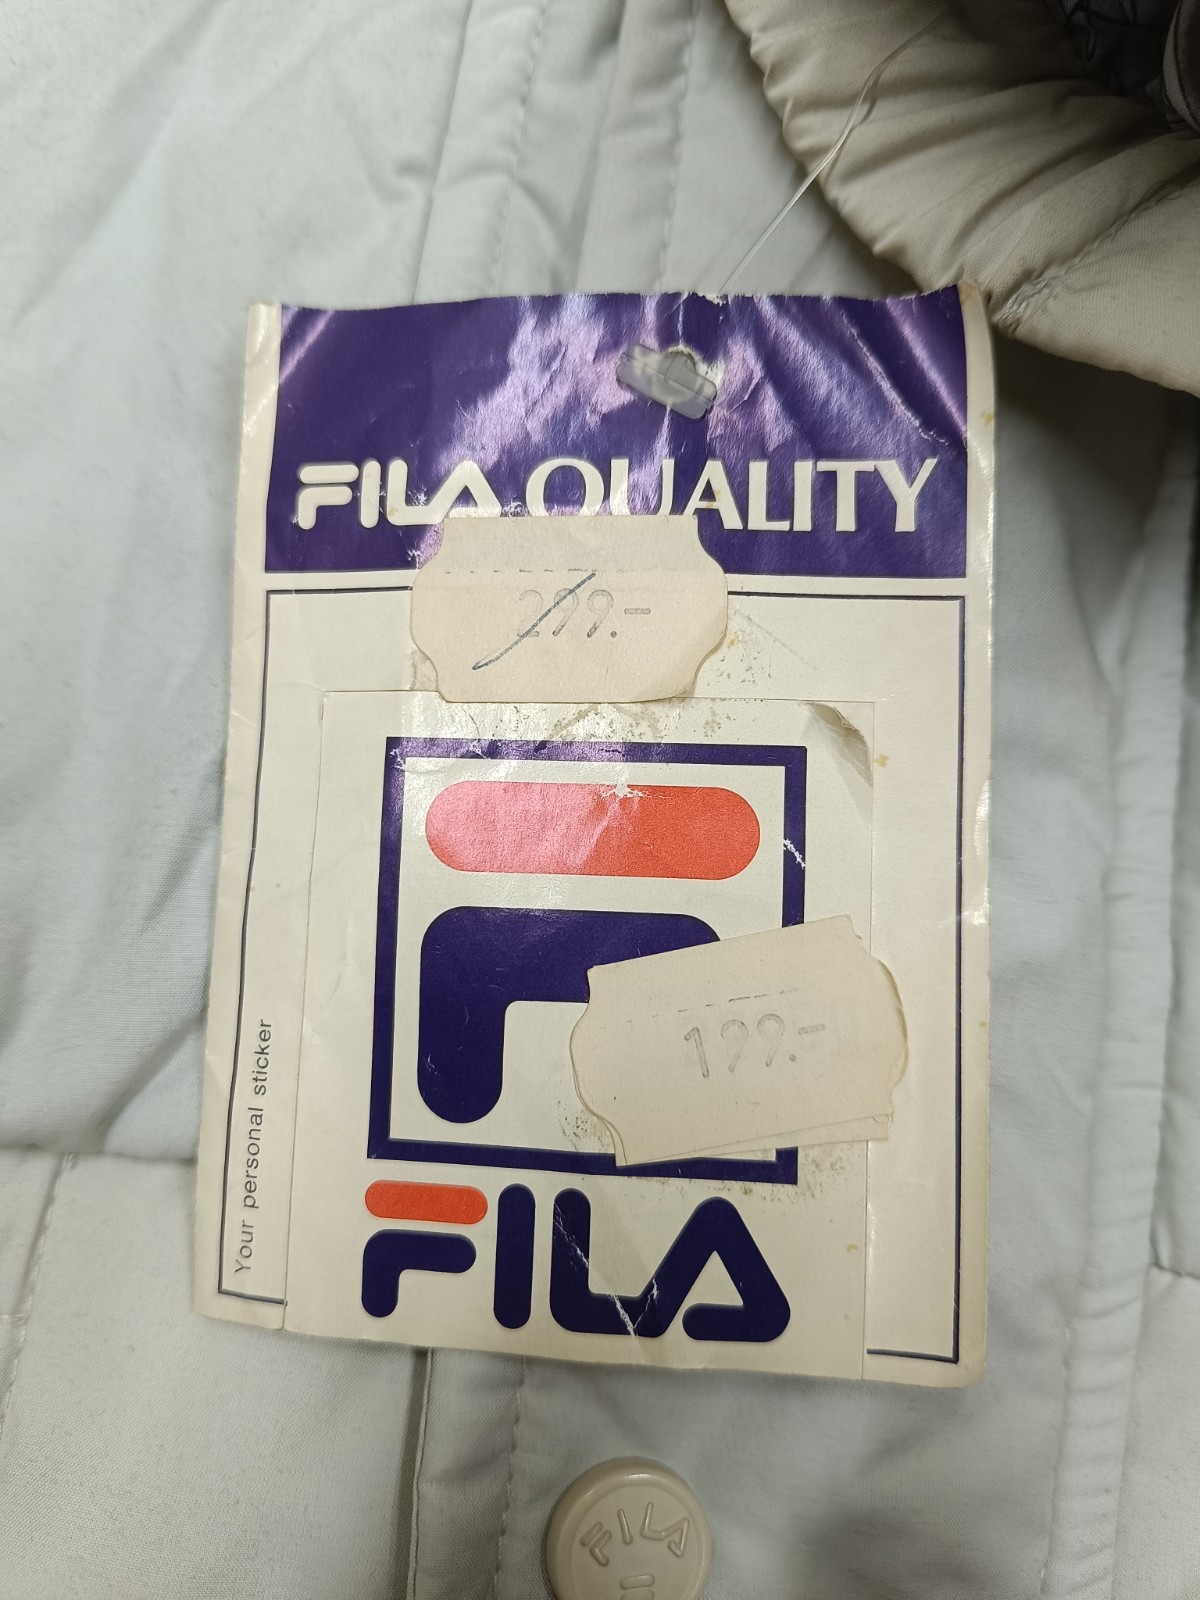 FILA QUALITY
299.-
199.-
Your personal sticker
FILA
FILA